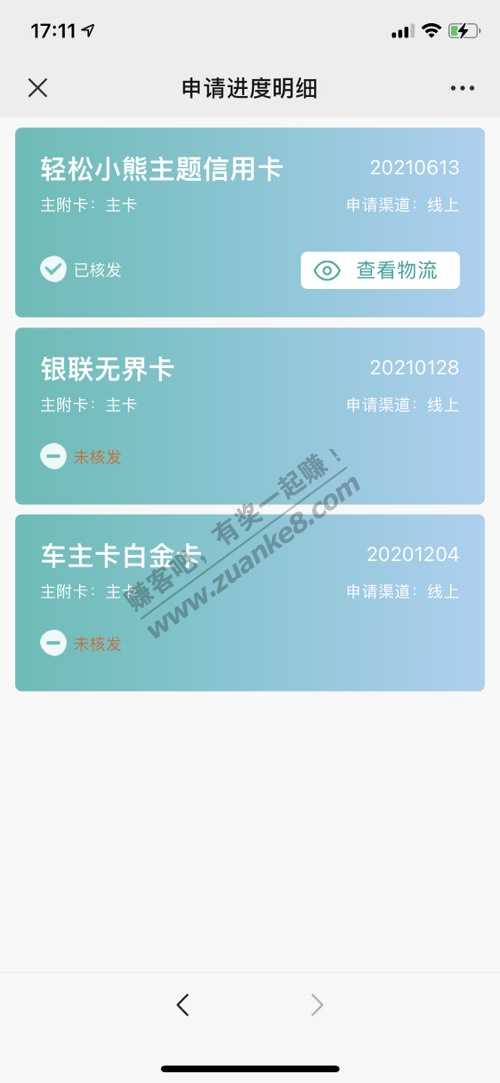 17:11
申请进度明细
轻松小熊主题信用卡
20210613
主附卡：主卡
申请渠道：线上
已核发
查看物流
银联无界卡
20210128
主附卡：主卡
申请渠道：线上
未核发
车主卡白金卡
20201204
主附卡：主卡
申请渠道：线上
未核发
赚客吧，有奖一起赚！
www.zuanke8.com